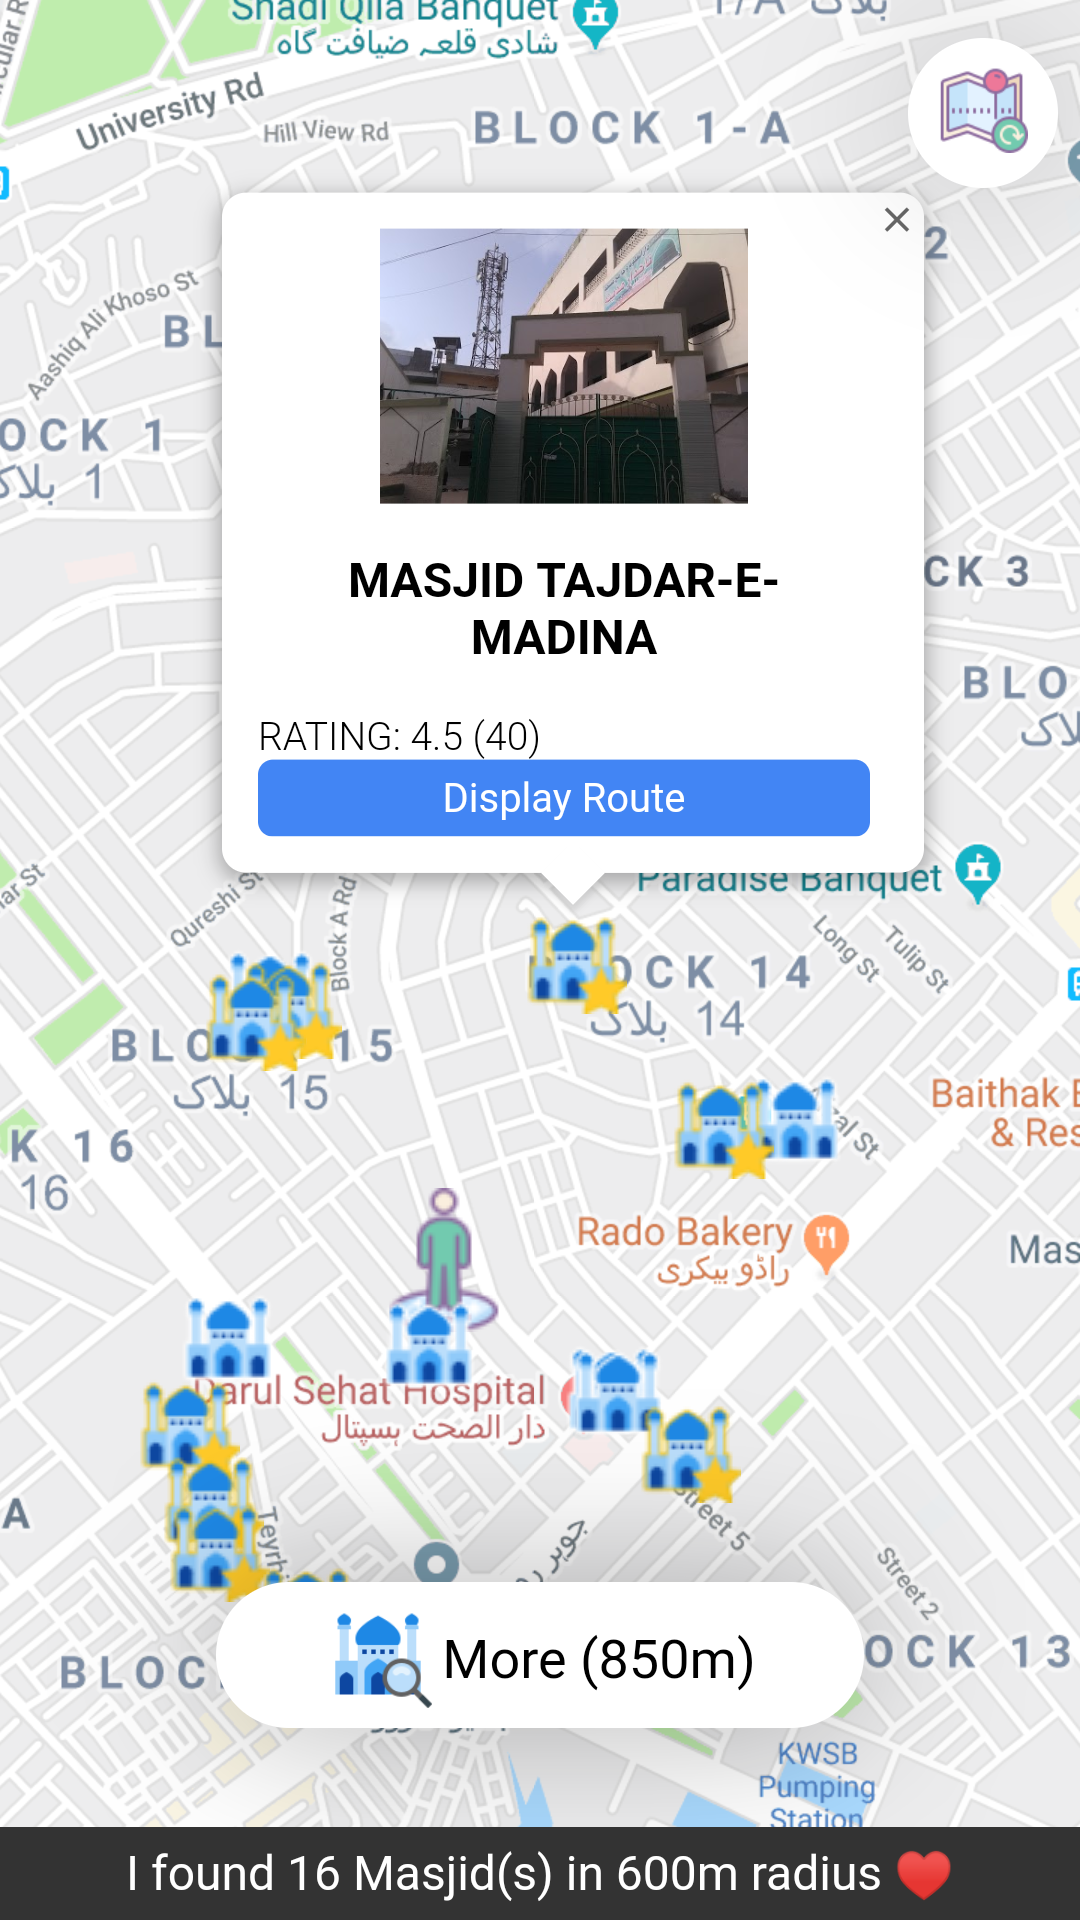 Shadi Qila Banquet
شادی قلعہ ضیافت گاہ
بلاک 1/A
University Rd
Hill View Rd
BLOCK 1-A
2
Aashiq Ali Khoso St
BL
OCK 1
بلاک 1
MASJID TAJDAR-E-
MADINA
CK 3
BLO
RATING: 4.5 (40)
Display Route
Paradise Banquet
Qureshi St
Block A Rd
Long St
Tulip St
OCK 14
بلاک 14
15
بلاک 15
K 16
16
Baithak
& Res
Rado Bakery
راڈو بیکری
Mas
Darul Sehat Hospital
دار الصحت ہسپتال
A
Street 5
Street 2
جوہر
More (850m)
BLOC
OCK 13
KWSB
Pumping
Station
I found 16 Masjid(s) in 600m radius ❤️